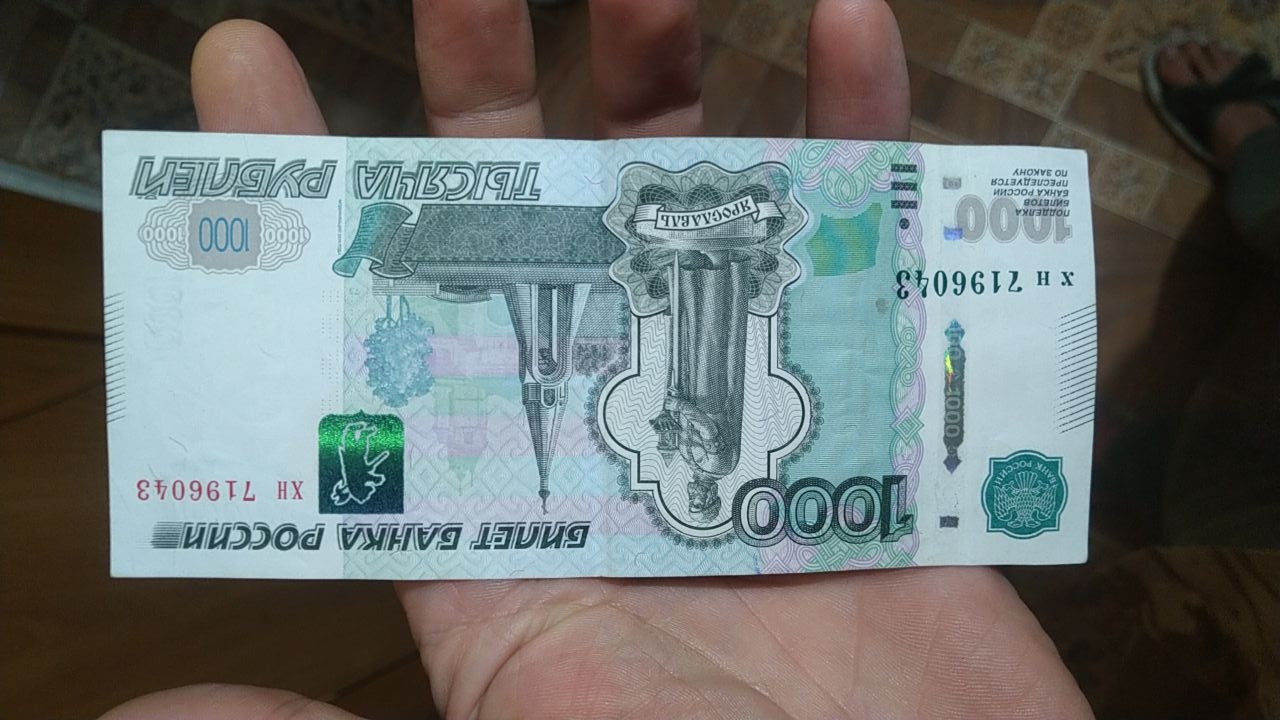 БИЛЕТ БАНКА РОССИИ
1000
БАНК РОССИИ
хн 7196043
ХН 7196043
1000
1000
ПОДДЕЛКА
БИЛЕТОВ
БАНКА РОССИИ
ПРЕСЛЕДУЕТСЯ
ПО ЗАКОНУ
1000
ЯРОСЛАВЛЬ
1000 1000 1000
ТЫСЯЧА РУБЛЕЙ